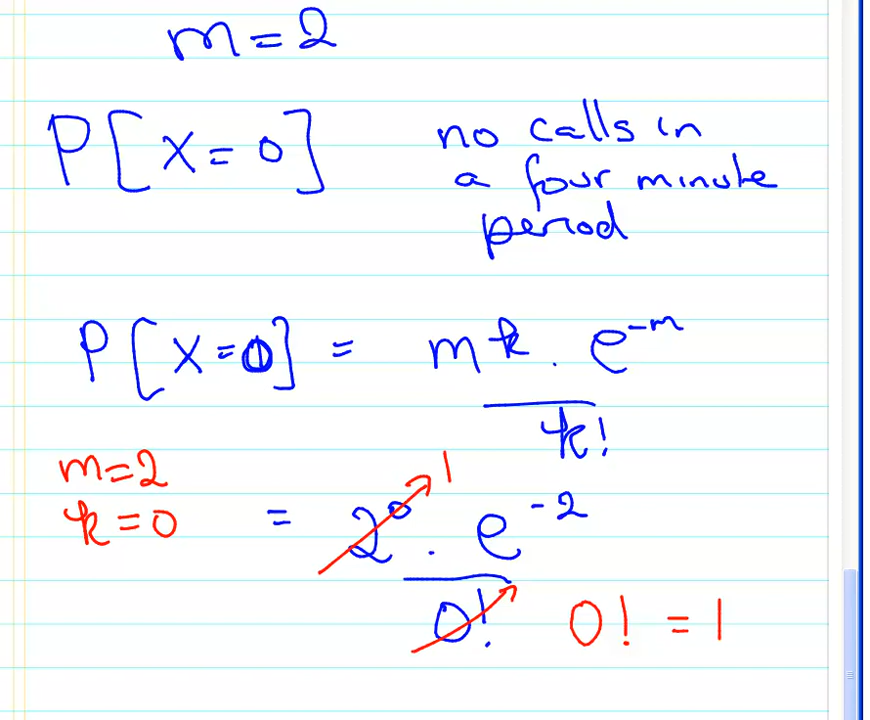 m = 2
P[X = 0] no calls in
a four minute
period
P[X = 0] = m^k . e^-m
k!
m = 2
k = 0 = 2^0 . e^-2 1
0! 0! = 1